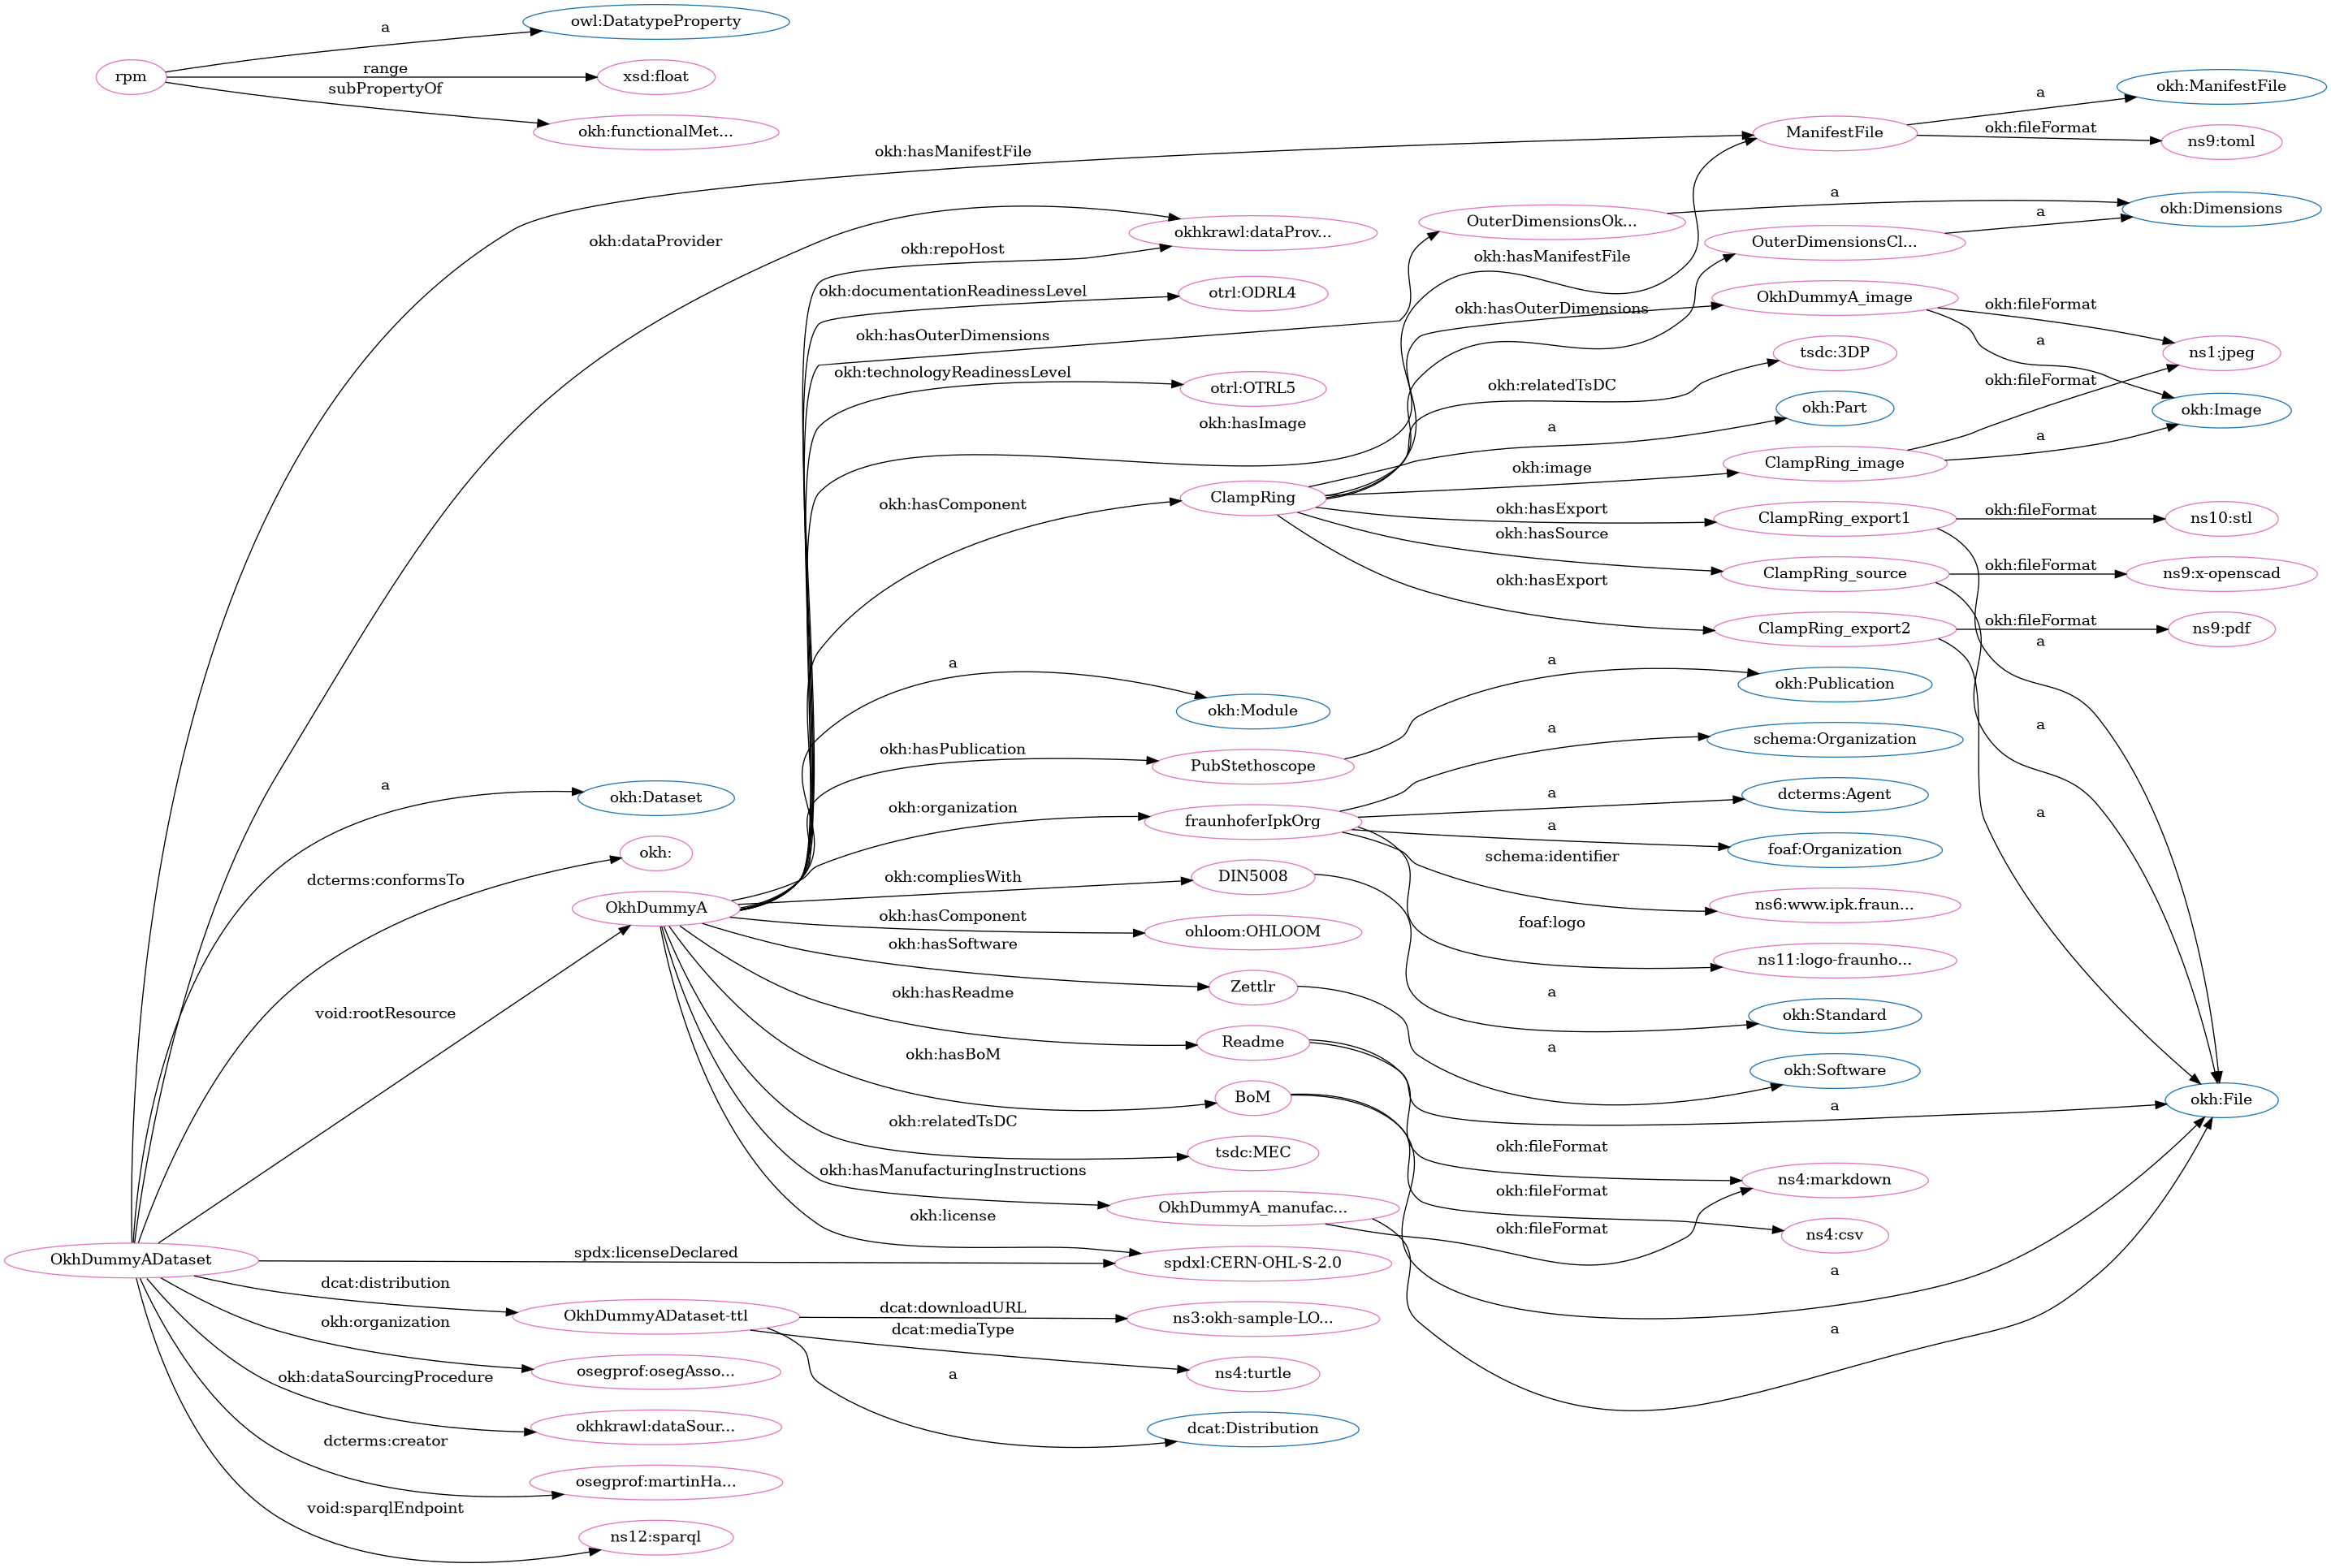 owl:DatatypeProperty
a
rpm
range
xsd:float
subPropertyOf
okh:functionalMet...
okh:ManifestFile
a
okh:hasManifestFile
ManifestFile
okh:fileFormat
ns9:toml
okh:dataProvider
okh:repoHost
okhkrawl:dataProv...
OuterDimensionsOk...
a
okh:Dimensions
okh:hasManifestFile
OuterDimensionsCl...
a
okh:documentationReadinessLevel
otrl:ODRL4
okh:hasOuterDimensions
OkhDummyA_image
okh:fileFormat
okh:hasOuterDimensions
a
ns1:jpeg
tsdc:3DP
okh:technologyReadinessLevel
otrl:OTRL5
okh:relatedTsDC
okh:fileFormat
okh:Part
okh:Image
okh:hasImage
a
a
okh:image
ClampRing_image
okh:hasComponent
ClampRing
okh:hasExport
ClampRing_export1
okh:fileFormat
ns10:stl
okh:hasSource
ClampRing_source
okh:fileFormat
ns9:x-openscad
okh:hasExport
ClampRing_export2
okh:fileFormat
ns9:pdf
a
a
okh:Module
a
okh:Publication
okh:hasPublication
PubStethoscope
a
schema:Organization
a
a
okh:Dataset
okh:organization
fraunhoferIpkOrg
a
dcterms:Agent
a
a
foaf:Organization
okh:
dcterms:conformsTo
okh:compliesWith
DIN5008
schema:identifier
OkhDummyA
okh:hasComponent
ohloom:OHLOOM
foaf:logo
ns6:www.ipk.fraun...
okh:hasSoftware
Zettlr
ns11:logo-fraunho...
okh:hasReadme
a
okh:Standard
void:rootResource
Readme
a
okh:Software
okh:hasBoM
BoM
a
okh:File
okh:relatedTsDC
tsdc:MEC
okh:fileFormat
okh:hasManufacturingInstructions
OkhDummyA_manufac...
okh:fileFormat
ns4:markdown
okh:license
okh:fileFormat
ns4:csv
OkhDummyADataset
spdx:licenseDeclared
spdxl:CERN-OHL-S-2.0
a
dcat:distribution
OkhDummyADataset-ttl
dcat:downloadURL
ns3:okh-sample-LO...
okh:organization
dcat:mediaType
a
osegprof:osegAsso...
a
ns4:turtle
okh:dataSourcingProcedure
okhkrawl:dataSour...
dcat:Distribution
dcterms:creator
osegprof:martinHa...
void:sparqlEndpoint
ns12:sparql